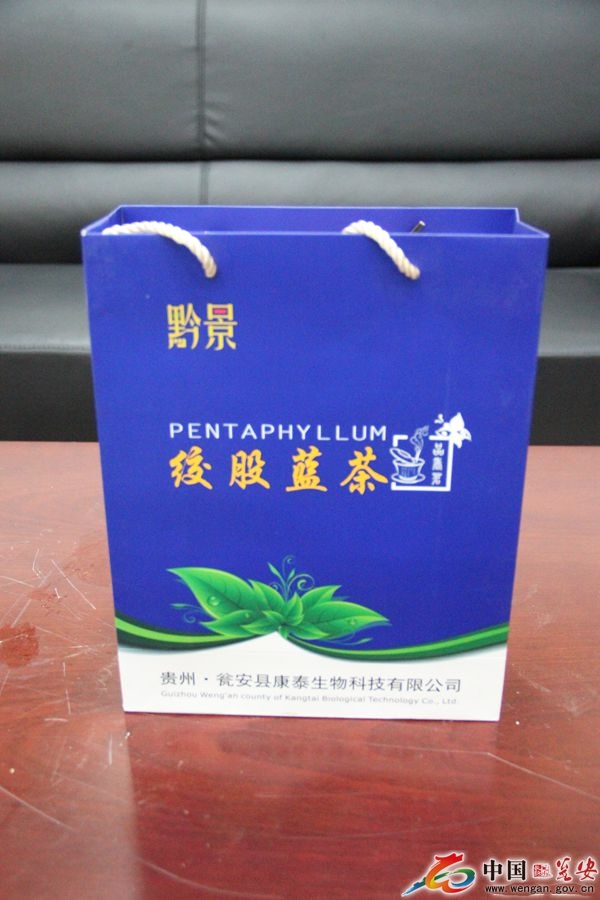 黔景
PENTAPHYLLUM
绞股蓝茶
贵州·瓮安县康泰生物科技有限公司
Guizhou Weng'an county of Kangtai Biological Technology Co., Ltd.
中国 瓮安
www.wengan.gov.cn